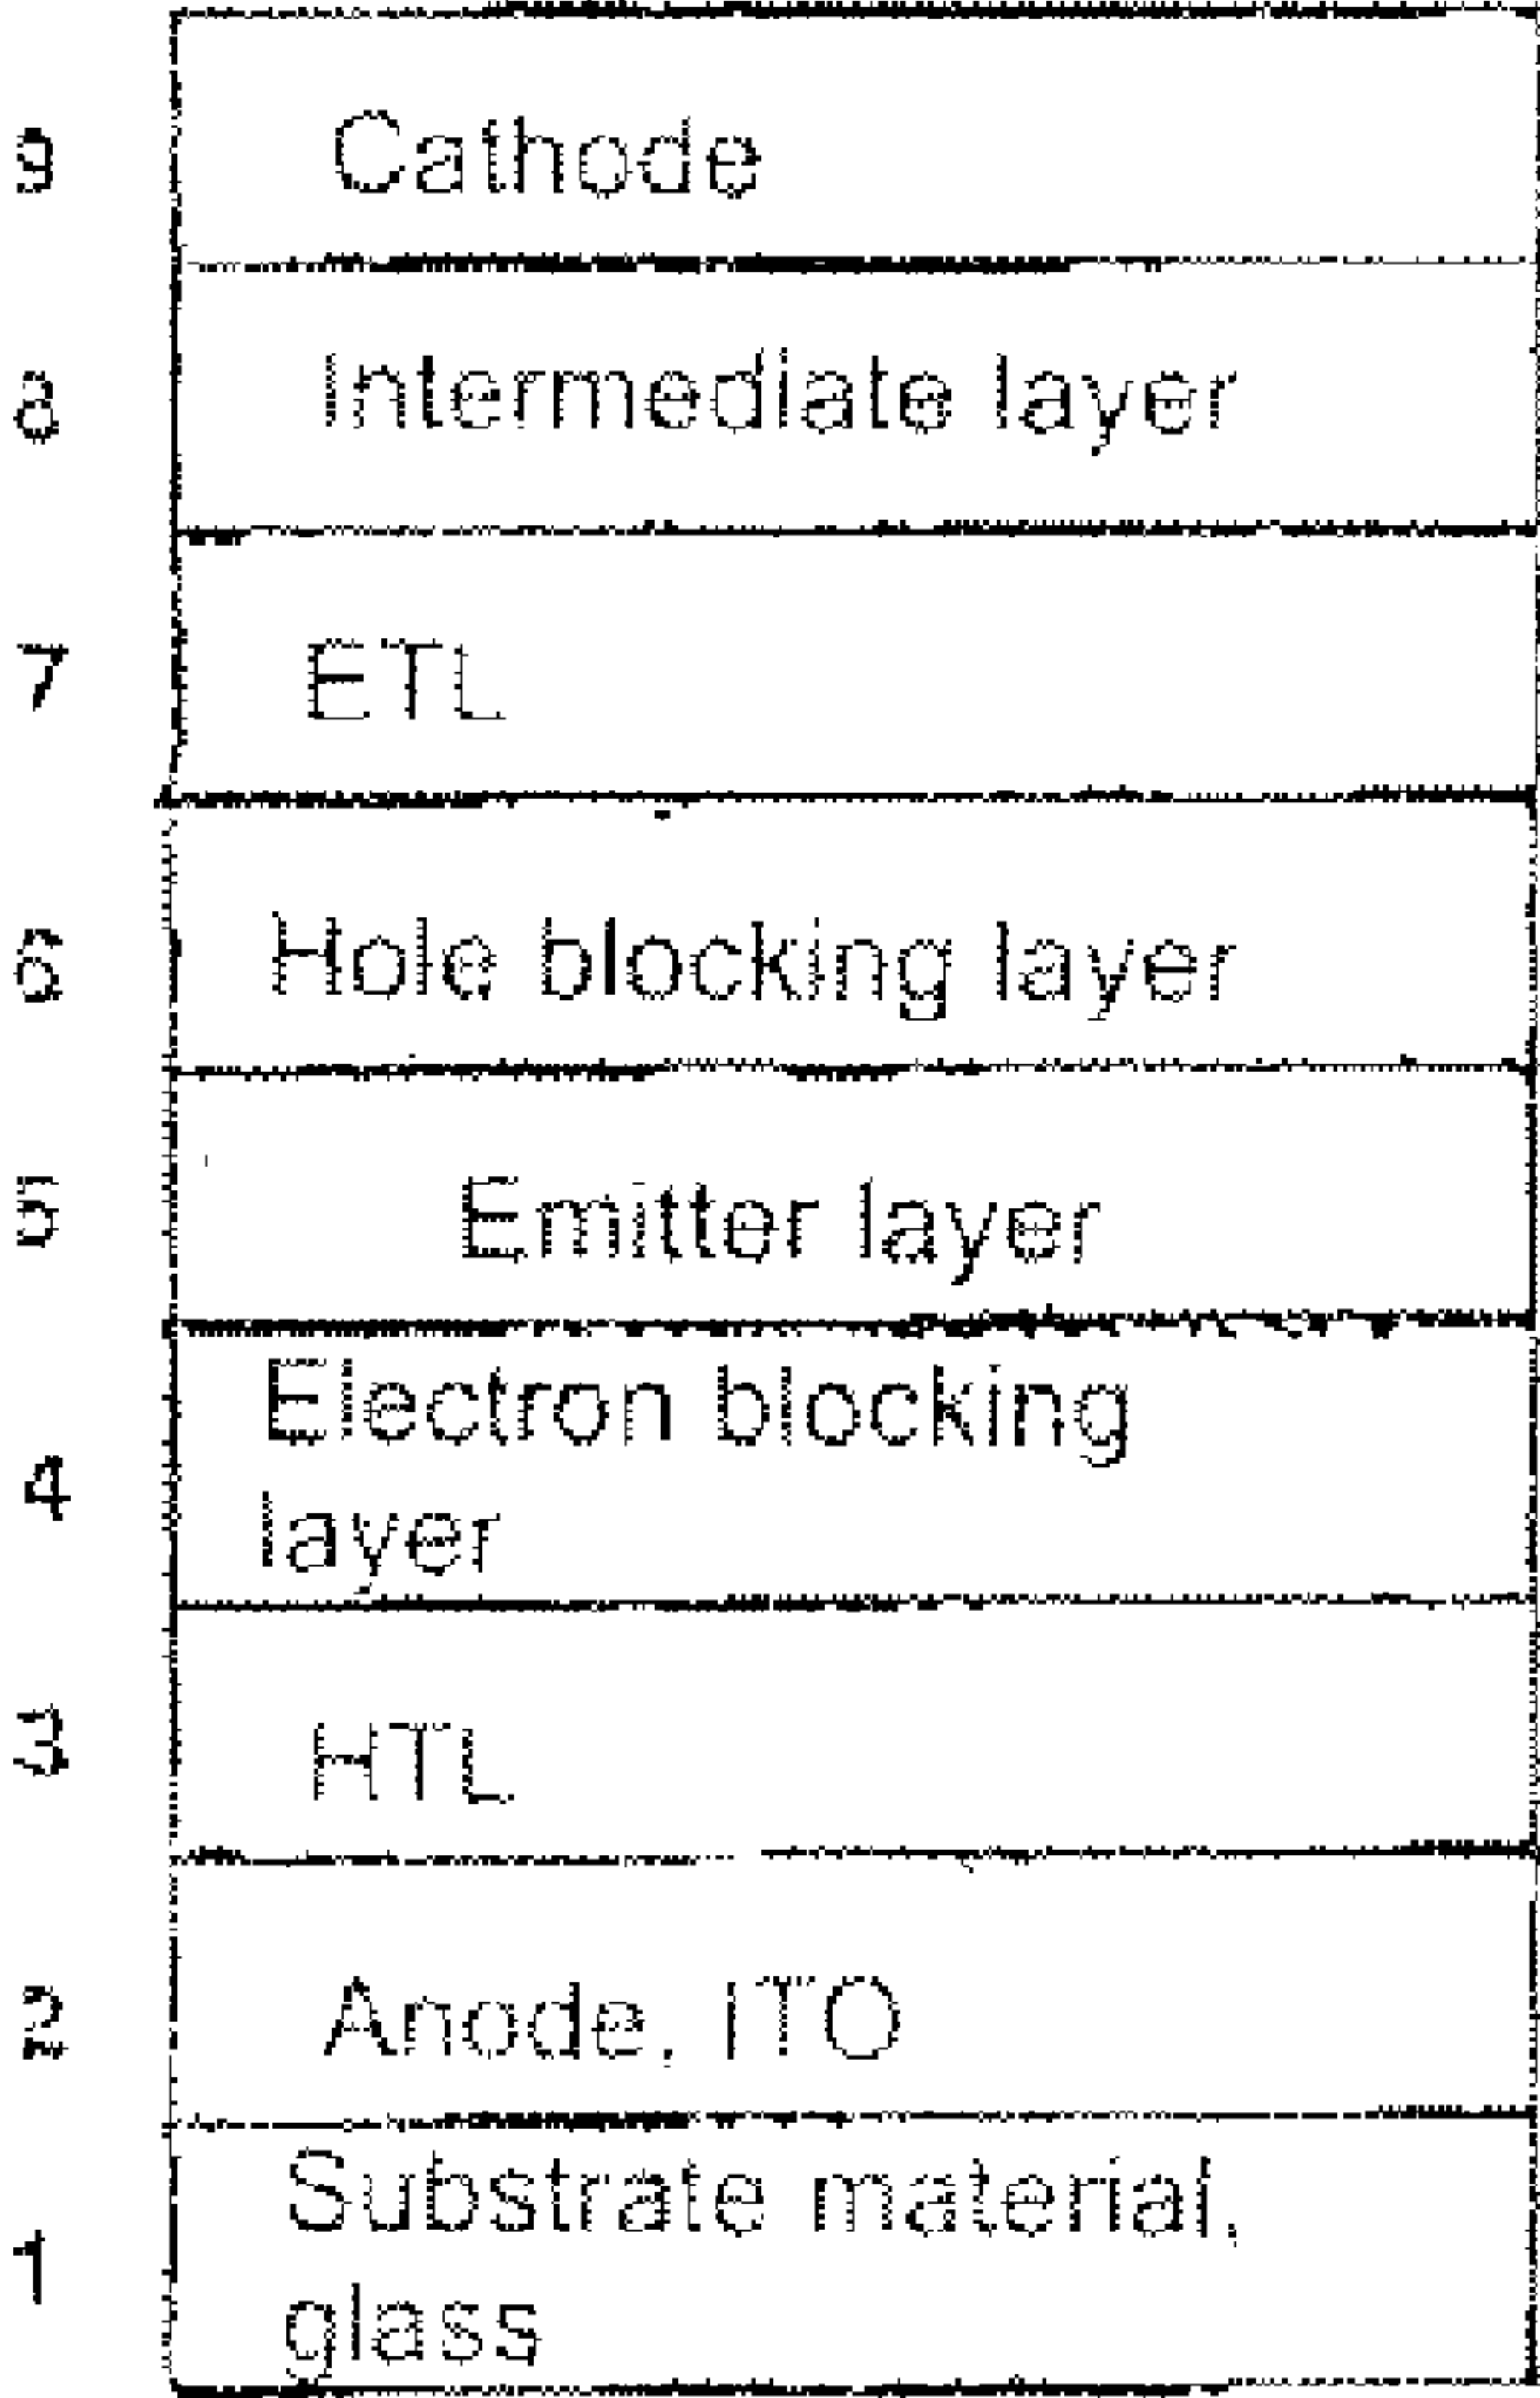 9 Cathode
8 Intermediate layer
7 ETL
6 Hole blocking layer
5 Emitter layer
Electron blocking
4
layer
3 HTL
2 Anode, ITO
Substrate material,
1
glass